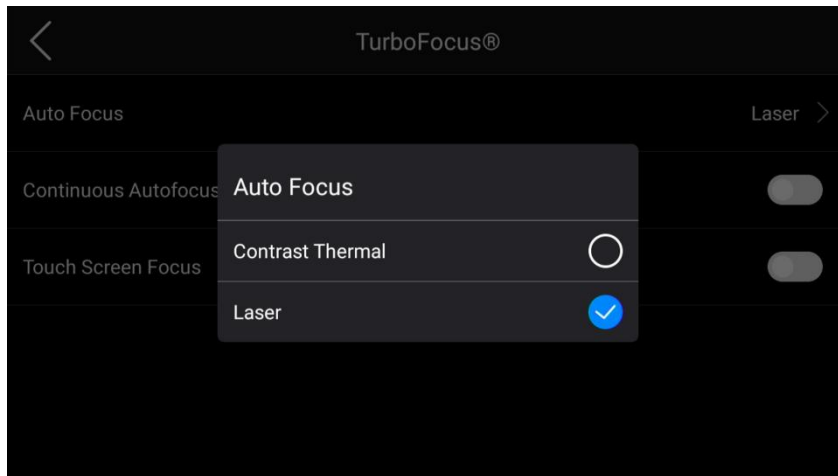 TurboFocus®
Auto Focus
Laser
Continuous Autofocus
Touch Screen Focus
Auto Focus
Contrast Thermal
Laser